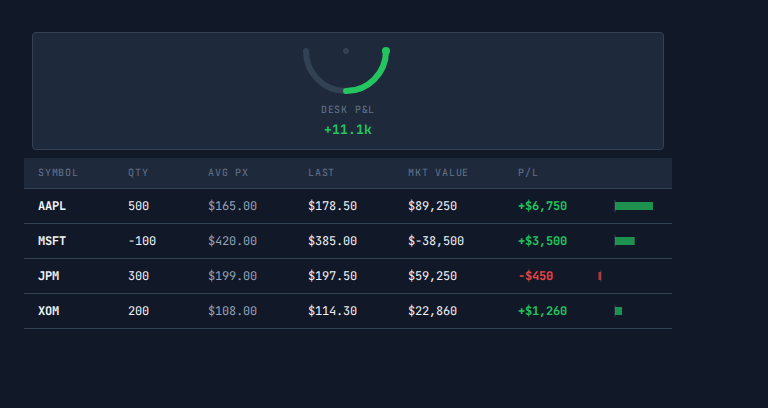 DESK P&L
+11.1k
SYMBOL QTY AVG PX LAST MKT VALUE P/L
AAPL 500 $165.00 $178.50 $89,250 +$6,750
MSFT -100 $420.00 $385.00 $-38,500 +$3,500
JPM 300 $199.00 $197.50 $59,250 -$450
XOM 200 $108.00 $114.30 $22,860 +$1,260